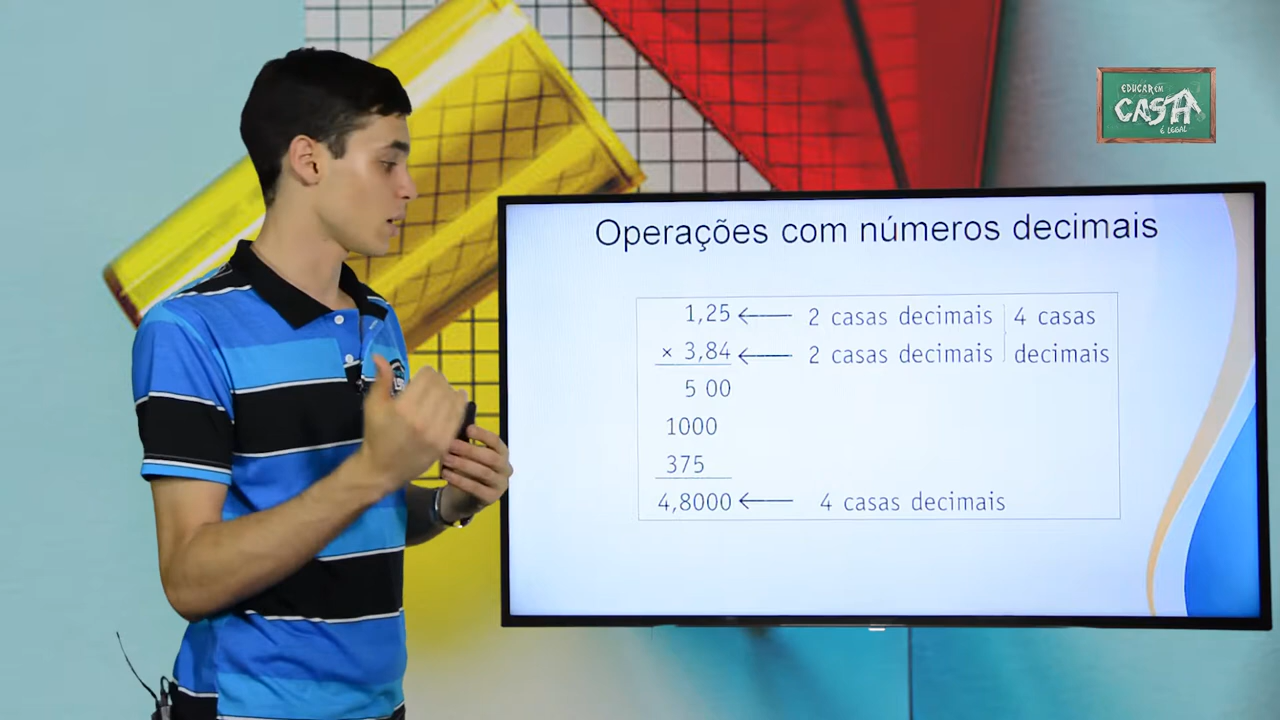 EDUCAR EM
CASA
É LEGAL
Operações com números decimais
1,25 ← 2 casas decimais 4 casas
× 3,84 ← 2 casas decimais decimais
5 00
1000
375
4,8000 ← 4 casas decimais